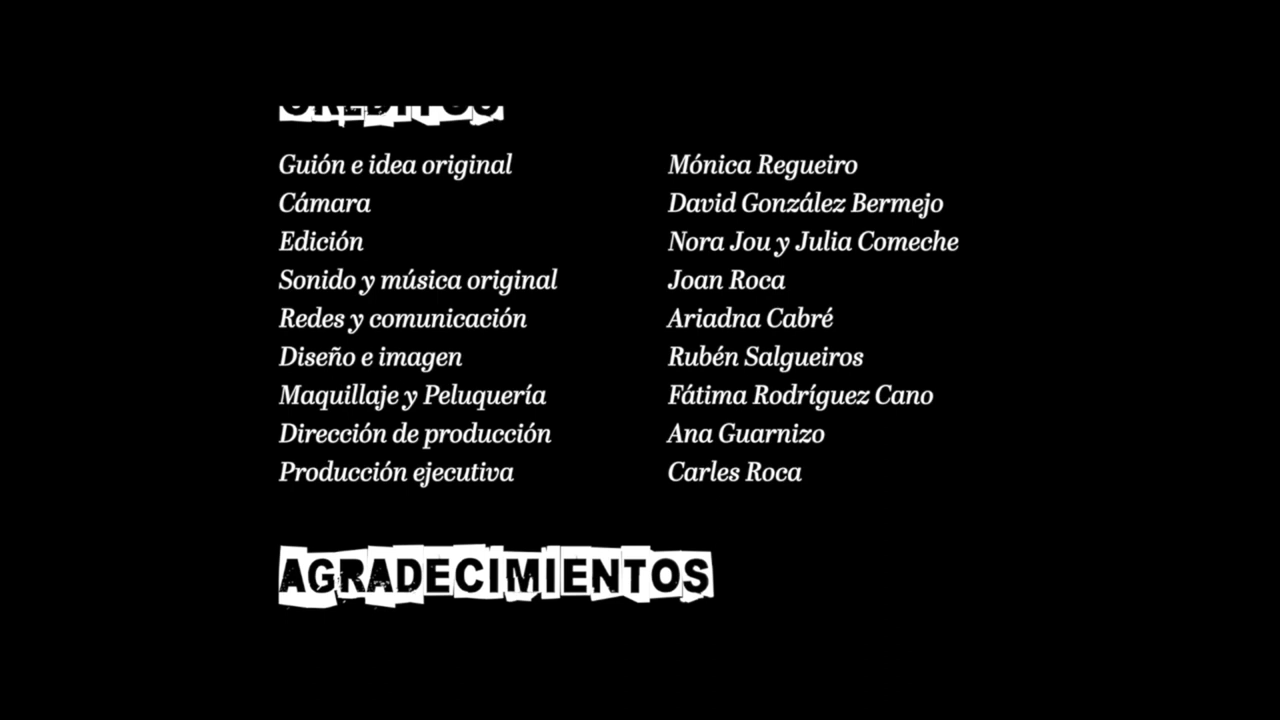 CRÉDITOS
Guión e idea original Mónica Regueiro
Cámara David González Bermejo
Edición Nora Jou y Julia Comeche
Sonido y música original Joan Roca
Redes y comunicación Ariadna Cabré
Diseño e imagen Rubén Salgueiros
Maquillaje y Peluquería Fátima Rodríguez Cano
Dirección de producción Ana Guarnizo
Producción ejecutiva Carles Roca
AGRADECIMIENTOS